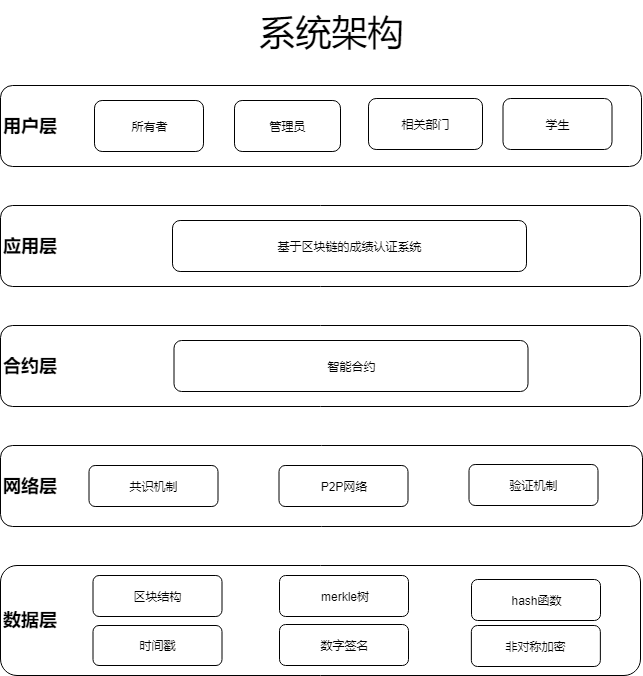 系统架构
用户层
所有者
管理员
相关部门
学生
应用层
基于区块链的成绩认证系统
合约层
智能合约
网络层
共识机制
P2P网络
验证机制
数据层
区块结构
merkle树
hash函数
时间戳
数字签名
非对称加密